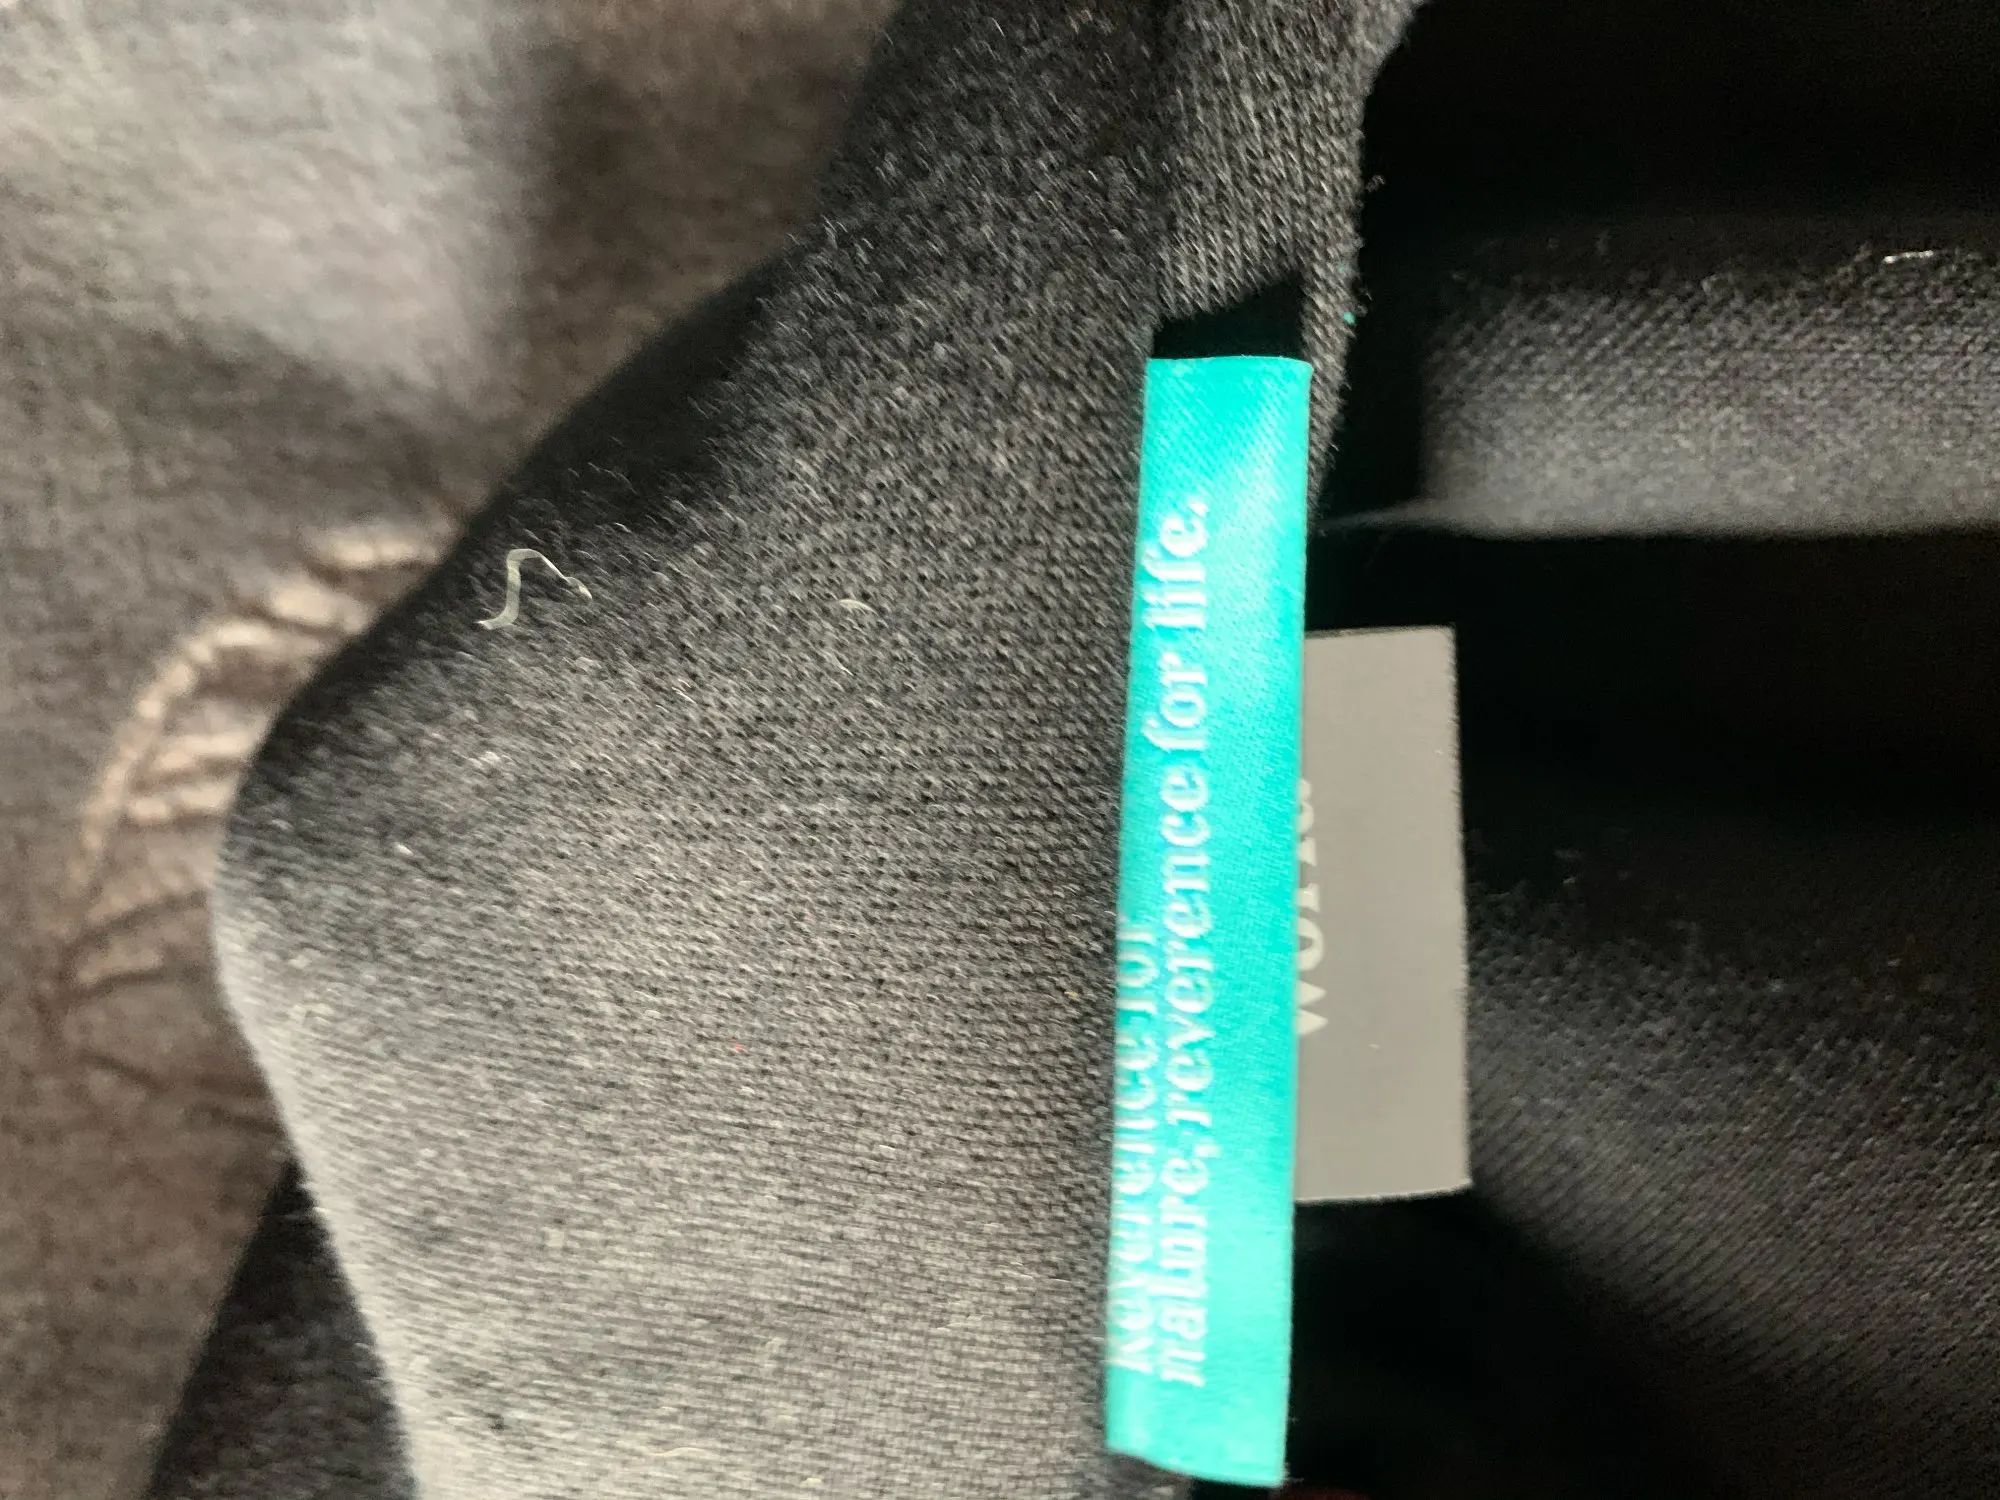 Reverence for
nature, reverence for life.